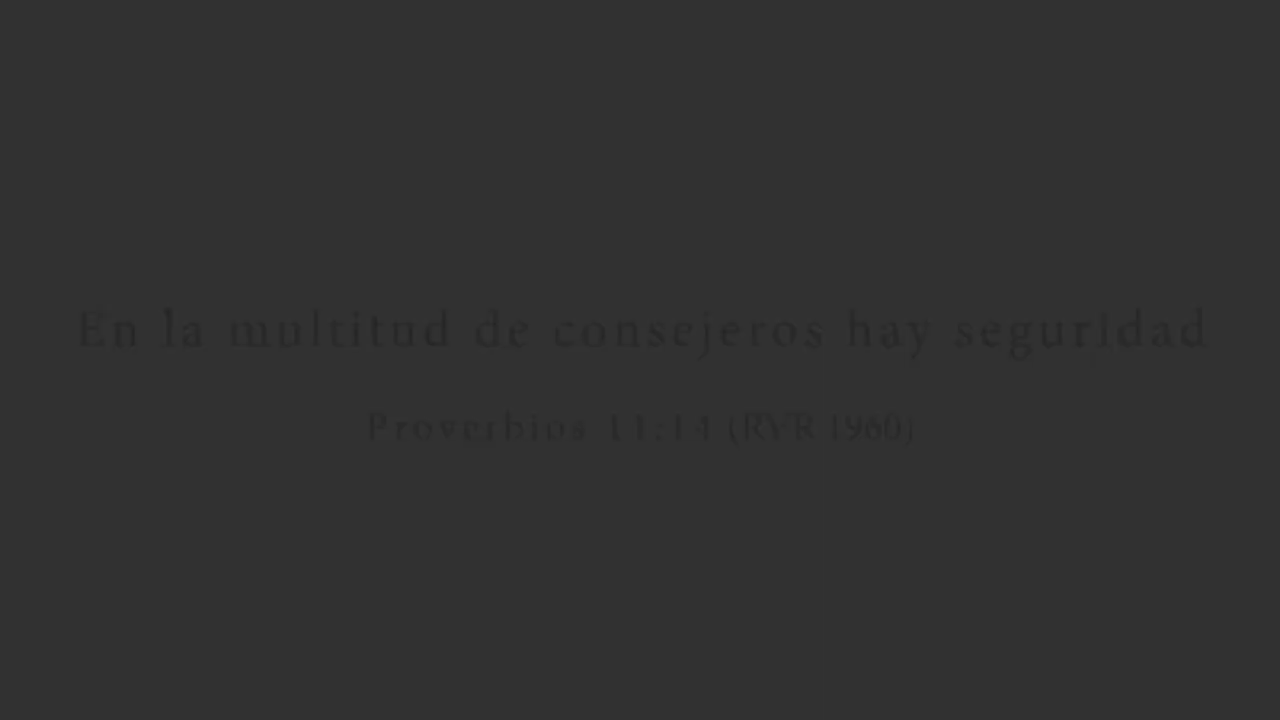 En la multitud de consejeros hay seguridad
Proverbios 11:14 (RVR 1960)